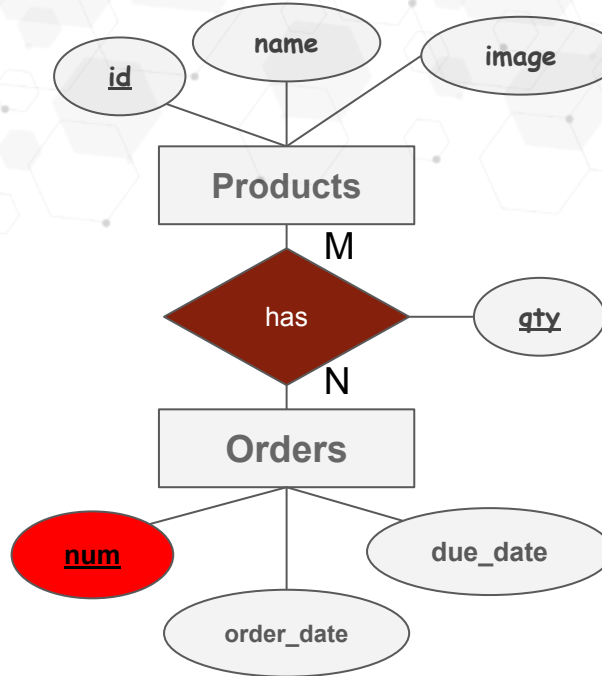 name
id
image
Products
M
has
qty
N
Orders
num
due_date
order_date